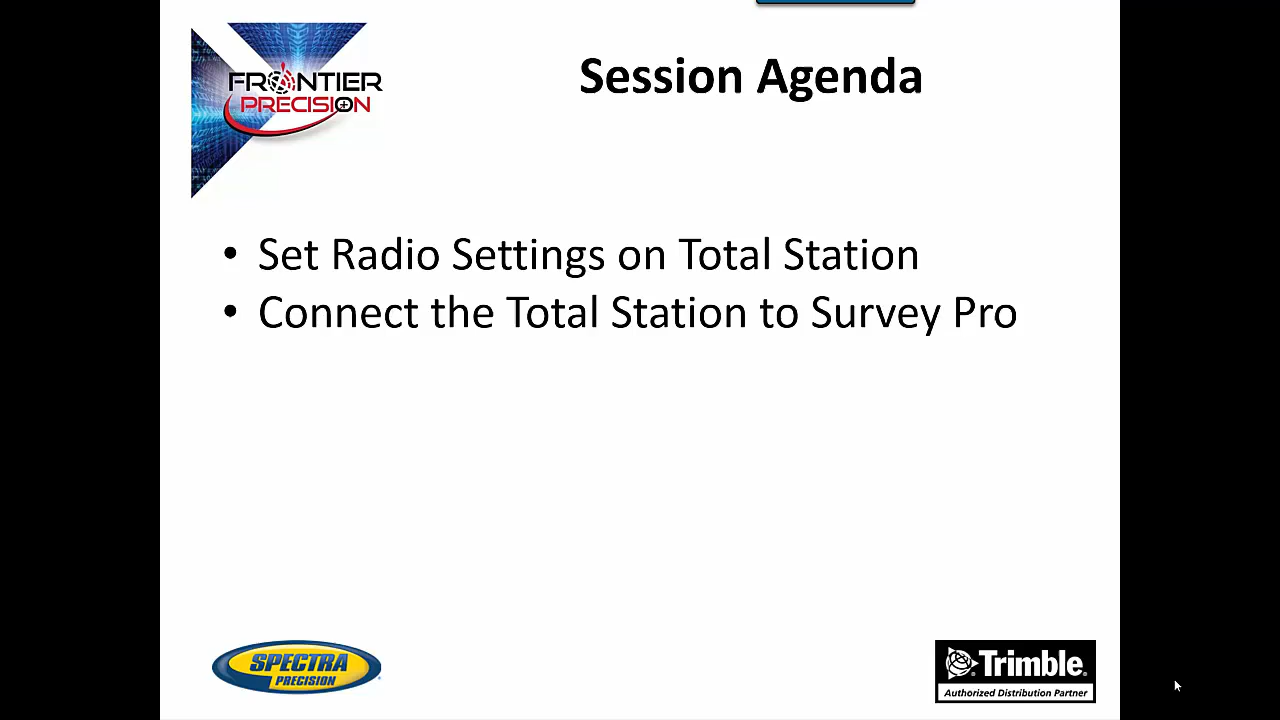 FRONTIER
PRECISION
Session Agenda
• Set Radio Settings on Total Station
• Connect the Total Station to Survey Pro
SPECTRA
PRECISION
Trimble.
Authorized Distribution Partner